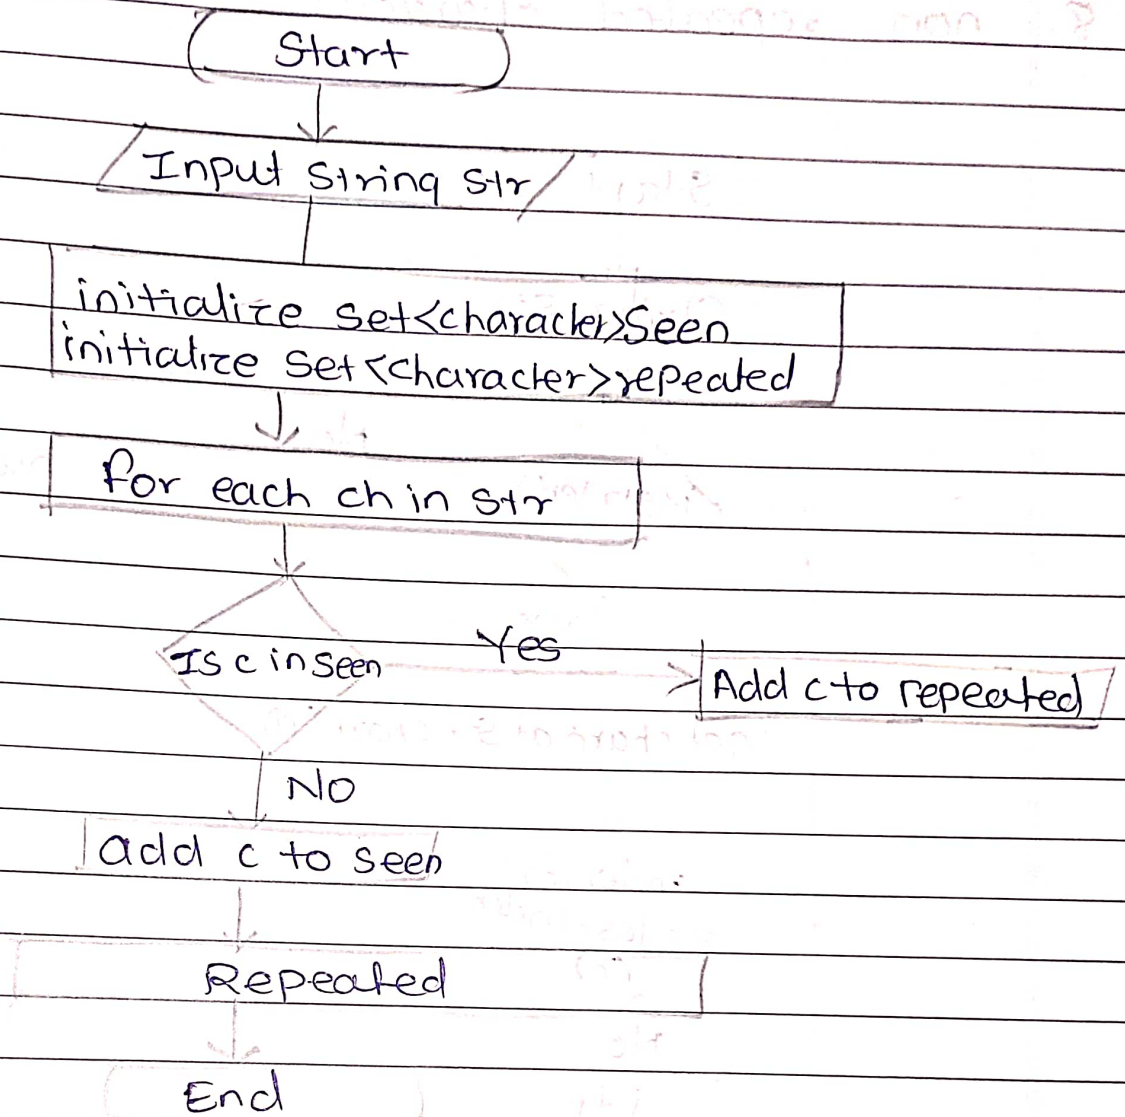 Start
Input String Str
initialize set<character>Seen
initialize Set<Character>repeated
for each ch in Str
Is c in seen
Yes
Add c to repeated
NO
add c to seen
Repeated
End